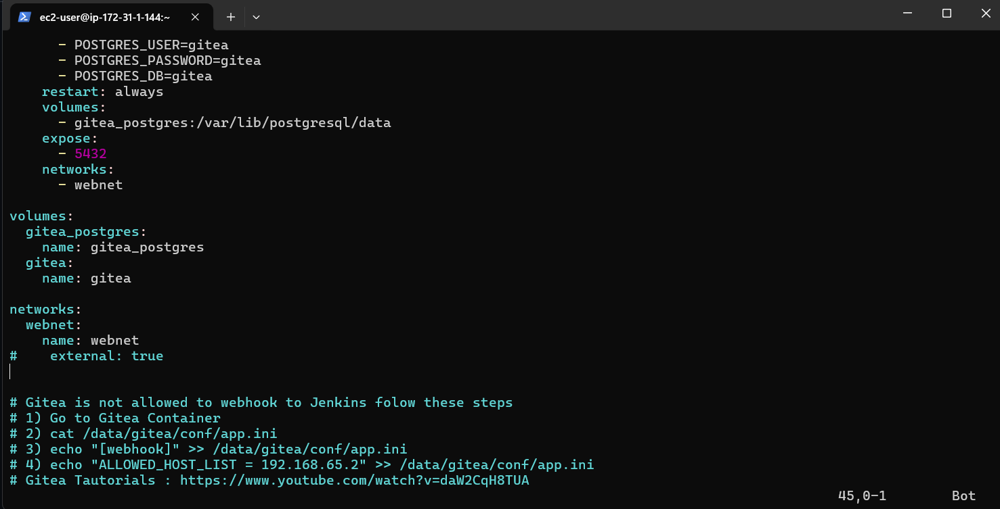 ec2-user@ip-172-31-1-144:~
- POSTGRES_USER=gitea
- POSTGRES_PASSWORD=gitea
- POSTGRES_DB=gitea
restart: always
volumes:
- gitea_postgres:/var/lib/postgresql/data
expose:
- 5432
networks:
- webnet
volumes:
gitea_postgres:
name: gitea_postgres
gitea:
name: gitea
networks:
webnet:
name: webnet
# external: true
# Gitea is not allowed to webhook to Jenkins folow these steps
# 1) Go to Gitea Container
# 2) cat /data/gitea/conf/app.ini
# 3) echo "[webhook]" >> /data/gitea/conf/app.ini
# 4) echo "ALLOWED_HOST_LIST = 192.168.65.2" >> /data/gitea/conf/app.ini
# Gitea Tautorials : https://www.youtube.com/watch?v=daW2CqH8TUA
45,0-1 Bot